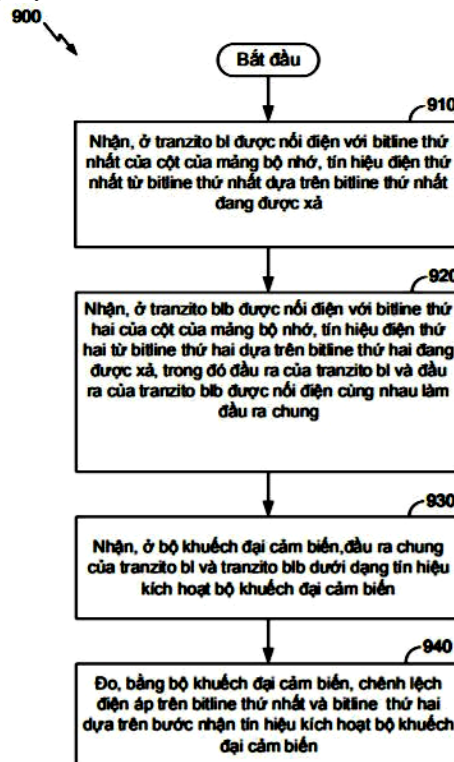 900
Bắt đầu
910
Nhận, ở tranzito bl được nối điện với bitline thứ
nhất của cột của mảng bộ nhớ, tín hiệu điện thứ
nhất từ bitline thứ nhất dựa trên bitline thứ nhất
đang được xả
920
Nhận, ở tranzito blb được nối điện với bitline thứ
hai của cột của mảng bộ nhớ, tín hiệu điện thứ
hai từ bitline thứ hai dựa trên bitline thứ hai đang
được xả, trong đó đầu ra của tranzito bl và đầu
ra của tranzito blb được nối điện cùng nhau làm
đầu ra chung
930
Nhận, ở bộ khuếch đại cảm biến,đầu ra chung
của tranzito bl và tranzito blb dưới dạng tín hiệu
kích hoạt bộ khuếch đại cảm biến
940
Đo, bằng bộ khuếch đại cảm biến, chênh lệch
điện áp trên bitline thứ nhất và bitline thứ hai
dựa trên bước nhận tín hiệu kích hoạt bộ khuếch
đại cảm biến